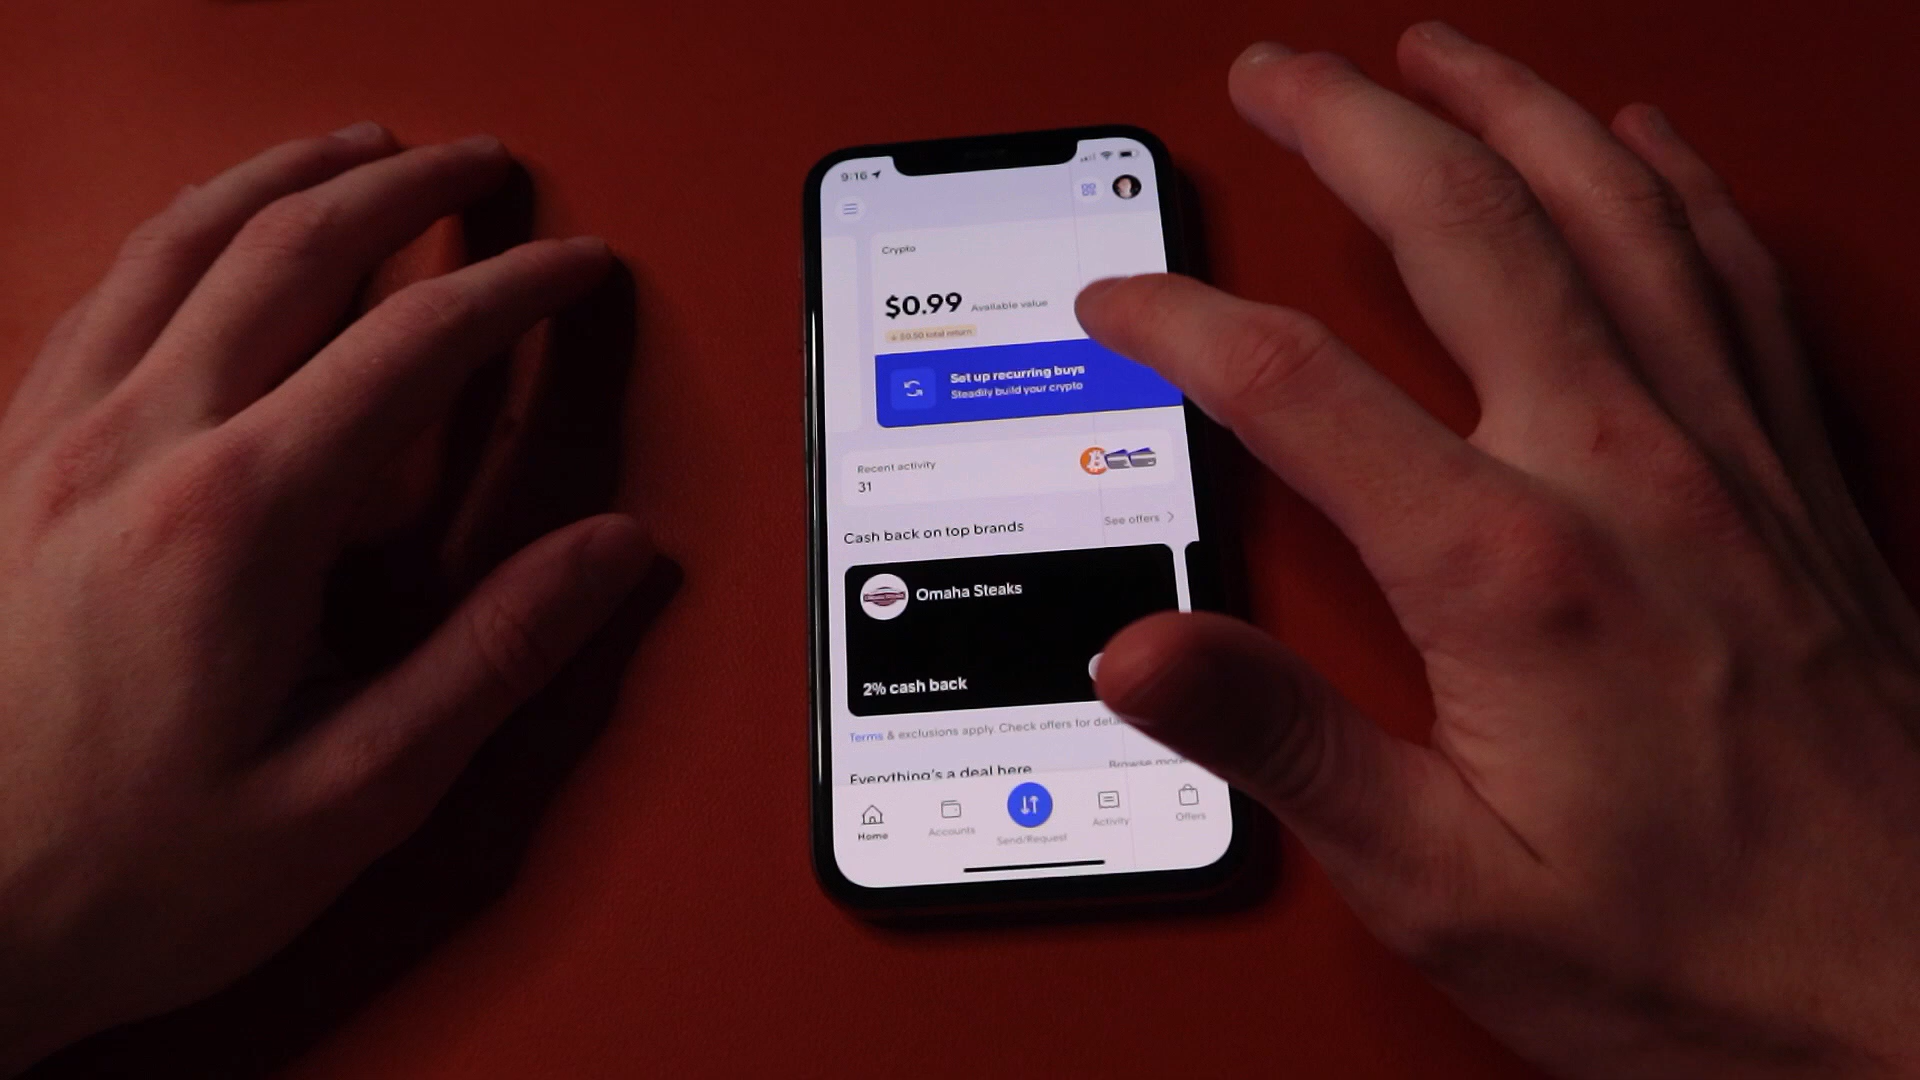 9:16
Crypto
$0.99 Available value
$0.50 total return
Set up recurring buys
Steadily build your crypto
Recent activity
31
Cash back on top brands
See offers
Omaha Steaks
2% cash back
Terms & exclusions apply. Check offers for
Everything's a deal here
Browse
Home
Accounts
Send/Request
Activity
Offers